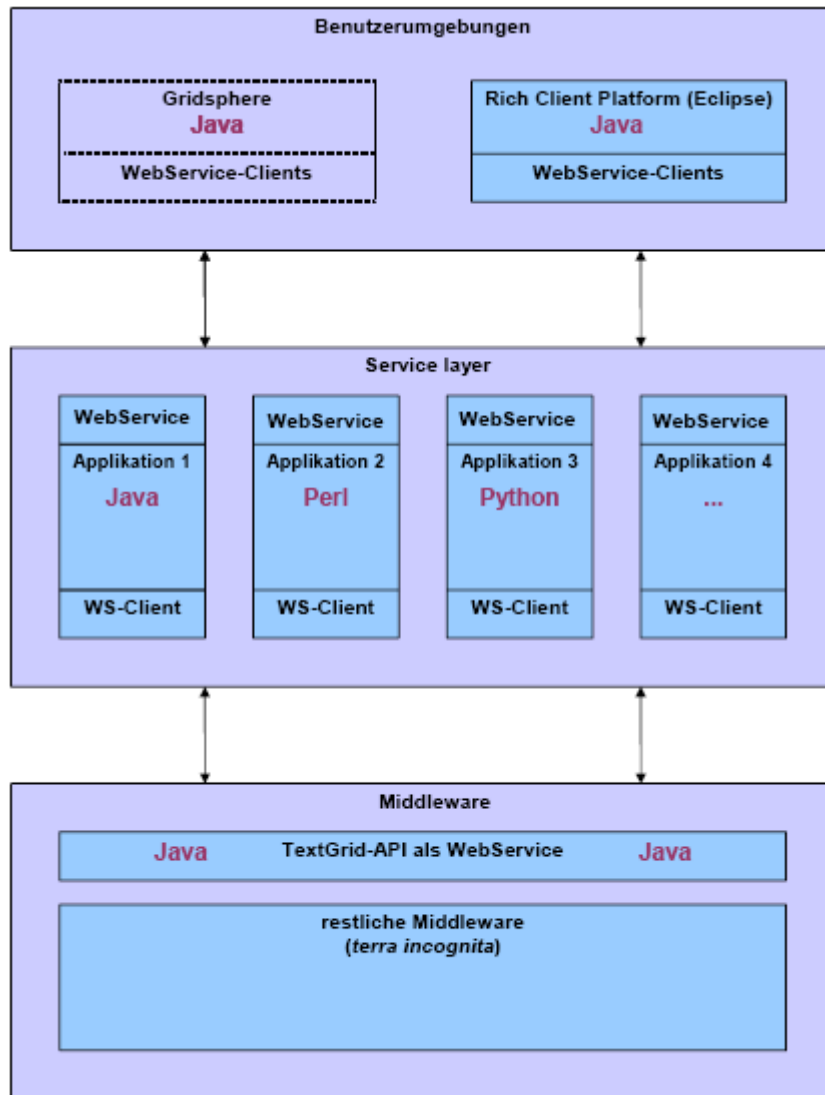 Benutzerumgebungen
Gridsphere
Java
WebService-Clients
Rich Client Platform (Eclipse)
Java
WebService-Clients
Service layer
WebService
Applikation 1
Java
WS-Client
WebService
Applikation 2
Perl
WS-Client
WebService
Applikation 3
Python
WS-Client
WebService
Applikation 4
...
WS-Client
Middleware
Java TextGrid-API als WebService Java
restliche Middleware
(terra incognita)